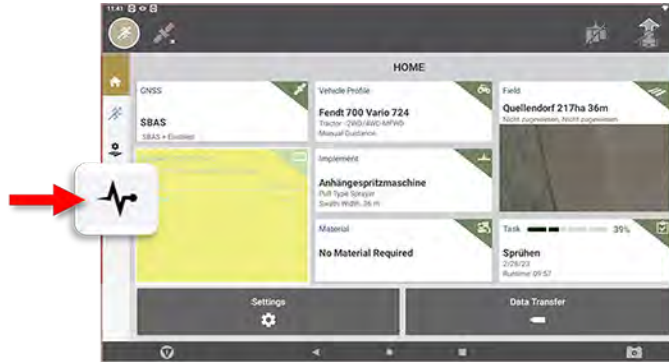 11:41
HOME
GNSS
SBAS
SBAS + Enabled
Vehicle Profile
Fendt 700 Vario 724
Tractor -2WD/4WD-MFWD
Manual Guidance
Field
Quellendorf 217ha 36m
Nicht zugewiesen, Nicht zugewiesen
Implement
Anhängespritzmaschine
Pull Type Sprayer
Swath Width: 36 m
Material
No Material Required
Task 39%
Sprühen
2/28/23
Runtime 09:57
Settings
Data Transfer